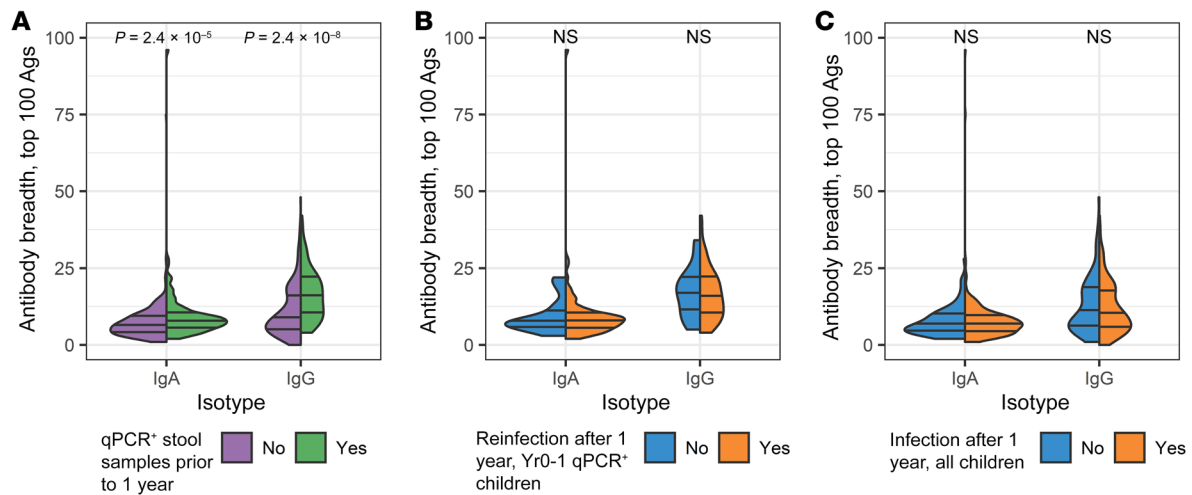 A
Antibody breadth, top 100 Ags
100
75
50
25
0
P = 2.4 × 10⁻⁵
P = 2.4 × 10⁻⁸
IgA
IgG
Isotype
qPCR⁺ stool
samples prior
to 1 year
No
Yes
B
Antibody breadth, top 100 Ags
100
75
50
25
0
NS
NS
IgA
IgG
Isotype
Reinfection after 1
year, Yr0-1 qPCR⁺
children
No
Yes
C
Antibody breadth, top 100 Ags
100
75
50
25
0
NS
NS
IgA
IgG
Isotype
Infection after 1
year, all children
No
Yes